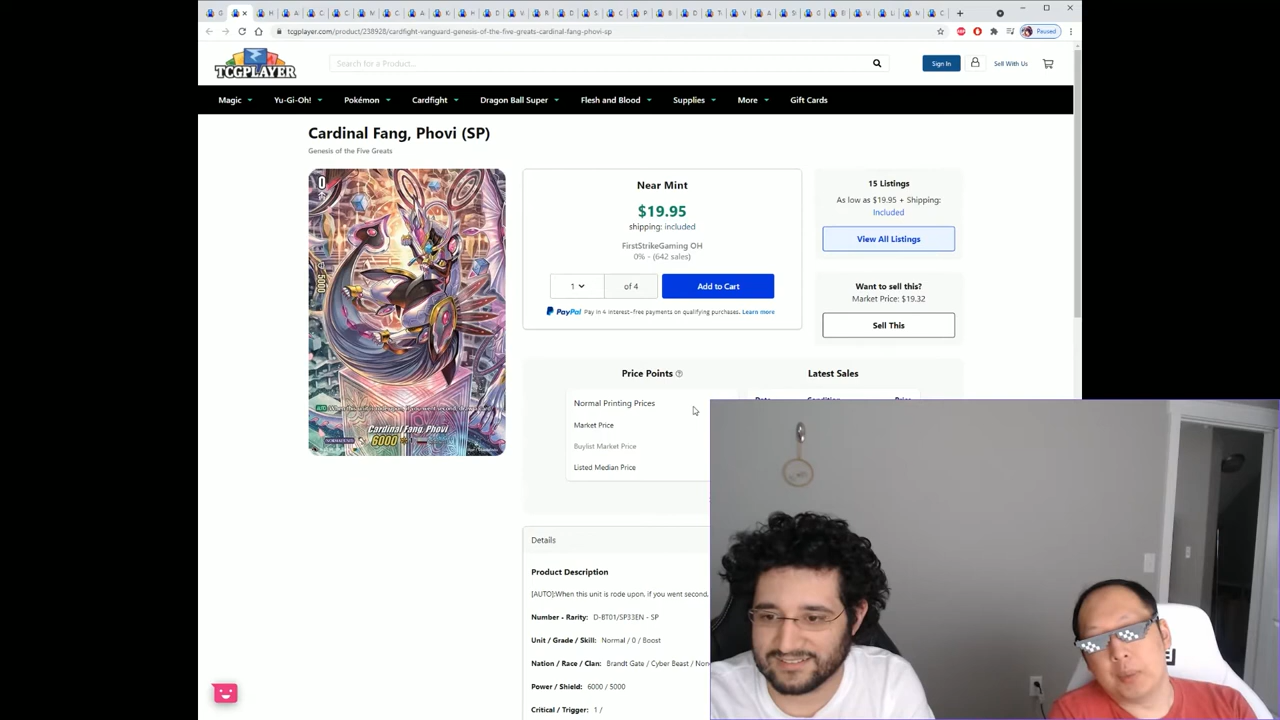 Paused
tcgplayer.com/product/238928/cardfight-vanguard-genesis-of-the-five-greats-cardinal-fang-phovi-sp
TCGPLAYER
Search for a Product...
Sign In
Sell With Us
Magic Yu-Gi-Oh! Pokémon Cardfight Dragon Ball Super Flesh and Blood Supplies More Gift Cards
Cardinal Fang, Phovi (SP)
Genesis of the Five Greats
0
5000
Cardinal Fang, Phovi
6000
Near Mint
$19.95
shipping: included
FirstStrikeGaming OH
0% - (642 sales)
1 of 4 Add to Cart
PayPal Pay in 4 interest-free payments on qualifying purchases. Learn more
15 Listings
As low as $19.95 + Shipping:
Included
View All Listings
Want to sell this?
Market Price: $19.32
Sell This
Price Points
Normal Printing Prices
Market Price
Buylist Market Price
Listed Median Price
Latest Sales
Details
Product Description
[AUTO]:When this unit is rode upon, if you went second,
Number - Rarity: D-BT01/SP33EN - SP
Unit / Grade / Skill: Normal / 0 / Boost
Nation / Race / Clan: Brandt Gate / Cyber Beast /
Power / Shield: 6000 / 5000
Critical / Trigger: 1 /